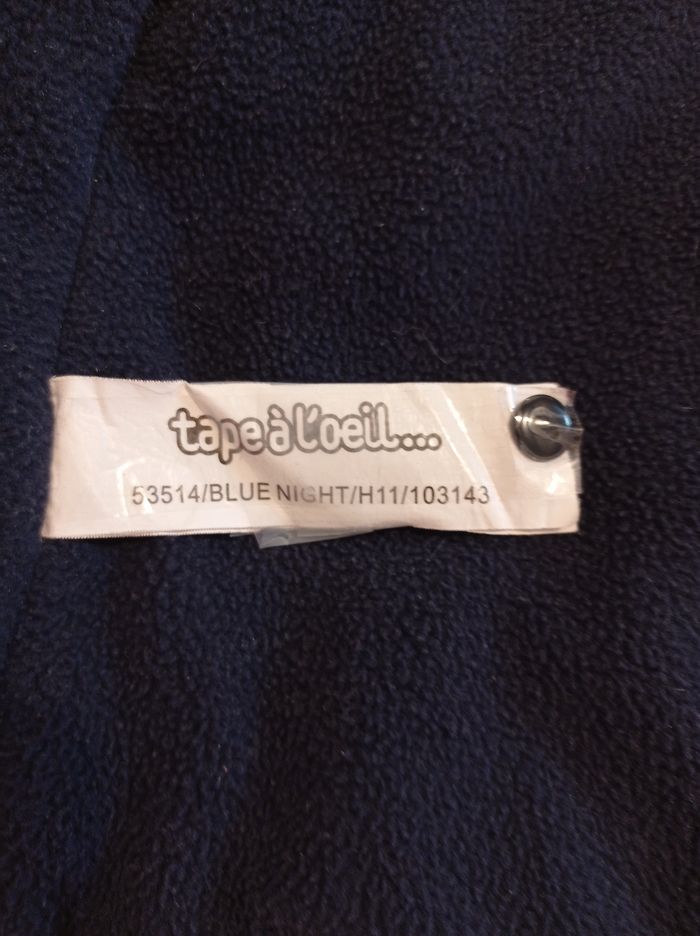 tape à l'oeil....
53514/BLUE NIGHT/H11/103143